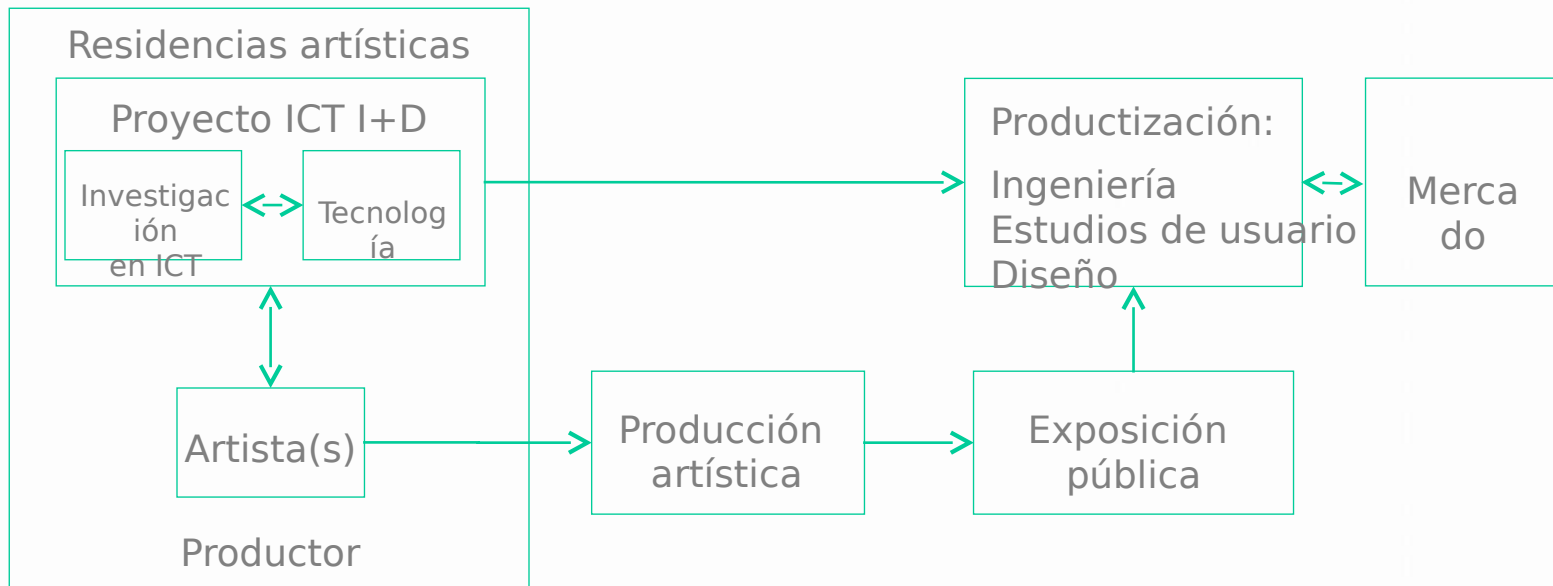 Residencias artísticas
Proyecto ICT I+D
Investigac
ión
en ICT
Tecnolog
ía
Productización:
Ingeniería
Estudios de usuario
Diseño
Merca
do
Artista(s)
Producción
artística
Exposición
pública
Productor